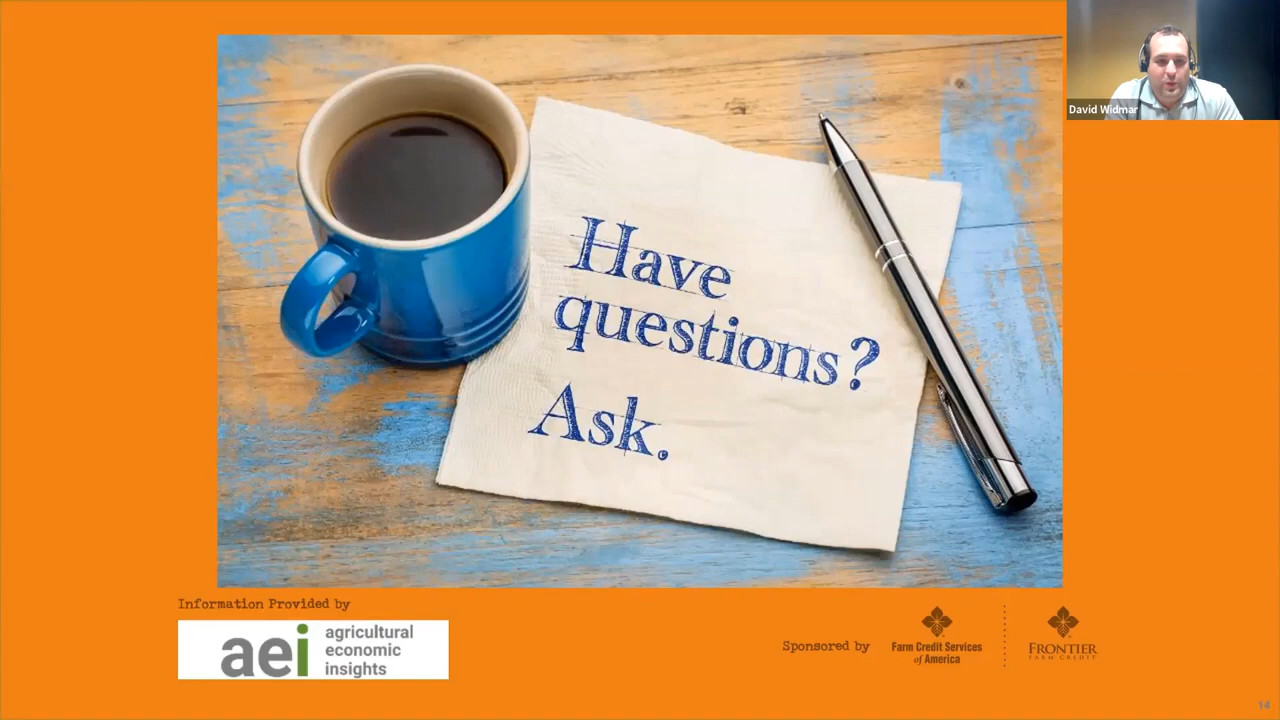 David Widmar
Have
questions?
Ask.
Information Provided by
aei
agricultural
economic
insights
Sponsored by
Farm Credit Services
of America
FRONTIER
FARM CREDIT
14